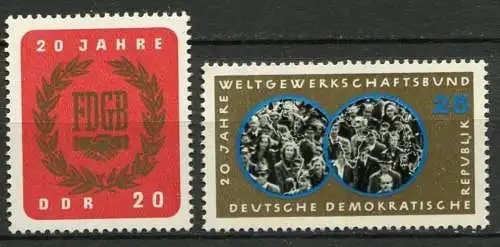 20 JAHRE
FDGB
DDR 20
20 JAHRE
WELTGEWERKSCHAFTSBUND
25
DEUTSCHE DEMOKRATISCHE
REPUBLIK